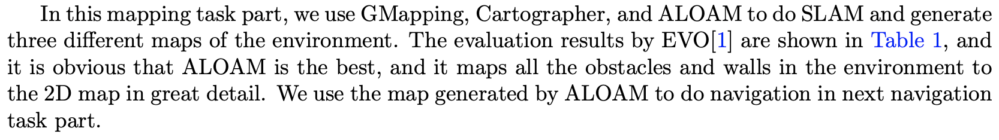 In this mapping task part, we use GMapping, Cartographer, and ALOAM to do SLAM and generate
three different maps of the environment. The evaluation results by EVO[1] are shown in Table 1, and
it is obvious that ALOAM is the best, and it maps all the obstacles and walls in the environment to
the 2D map in great detail. We use the map generated by ALOAM to do navigation in next navigation
task part.